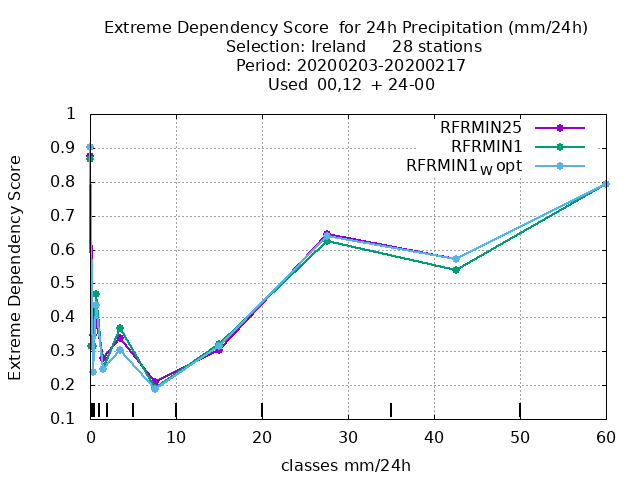 Extreme Dependency Score for 24h Precipitation (mm/24h)
Selection: Ireland 28 stations
Period: 20200203-20200217
Used 00,12 + 24-00
RFRMIN25
RFRMIN1
RFRMIN1W opt
Extreme Dependency Score
1
0.9
0.8
0.7
0.6
0.5
0.4
0.3
0.2
0.1
0 10 20 30 40 50 60
classes mm/24h